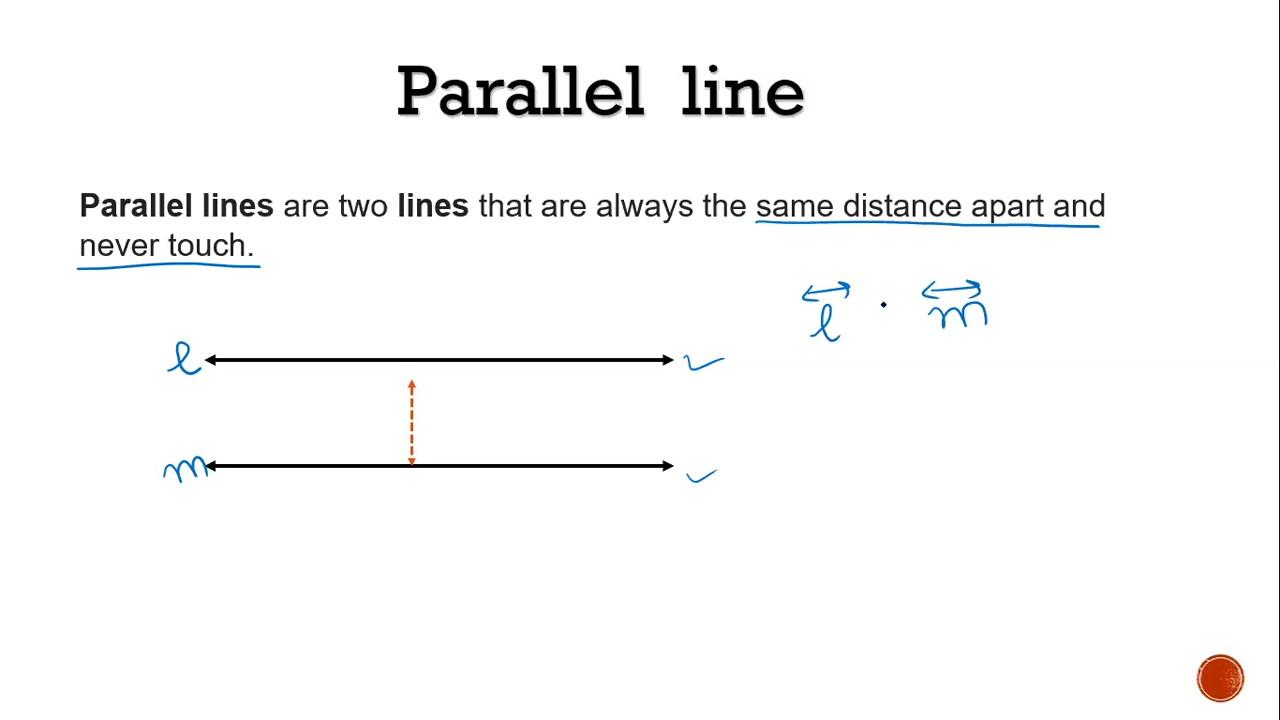 Parallel line
Parallel lines are two lines that are always the same distance apart and
never touch.
l m
l
m